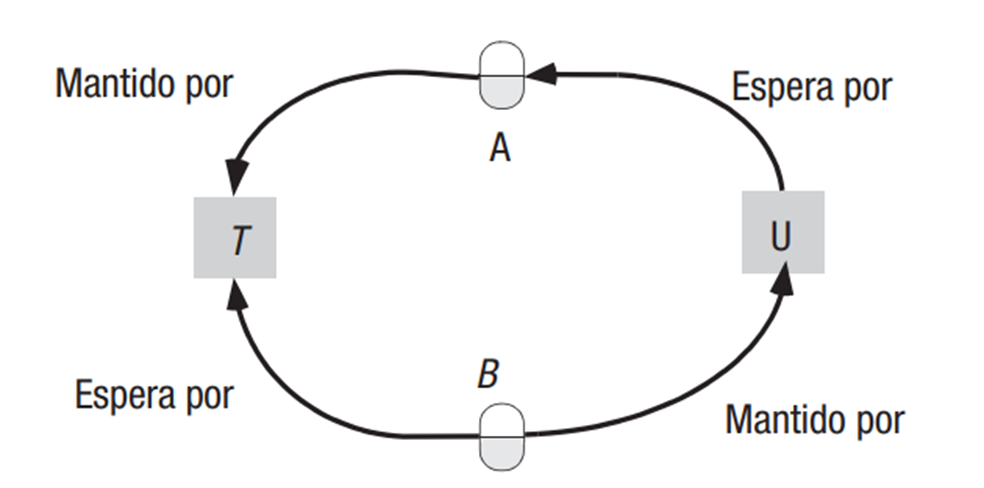 Mantido por
Espera por
A
T
U
B
Espera por
Mantido por